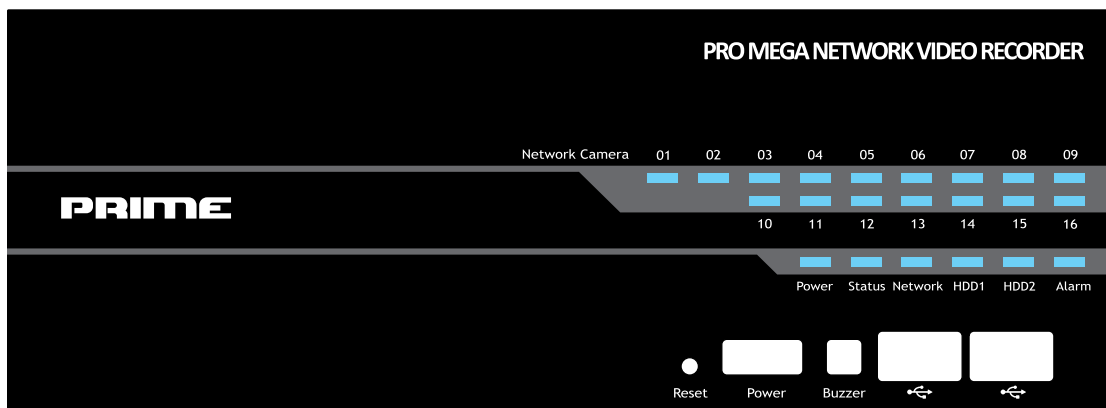 PRO MEGA NETWORK VIDEO RECORDER
Network Camera 01 02 03 04 05 06 07 08 09
PRIME
10 11 12 13 14 15 16
Power Status Network HDD1 HDD2 Alarm
Reset Power Buzzer